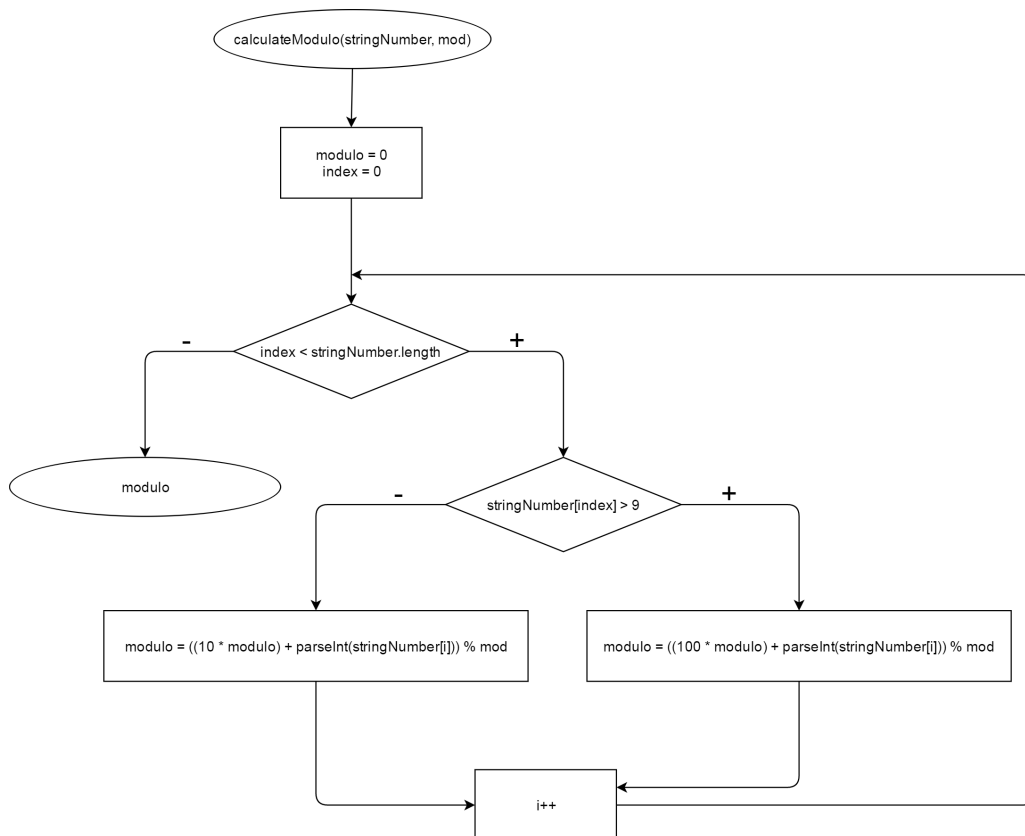 calculateModulo(stringNumber, mod)
modulo = 0
index = 0
-
index < stringNumber.length
+
modulo
-
stringNumber[index] > 9
+
modulo = ((10 * modulo) + parseInt(stringNumber[i])) % mod
modulo = ((100 * modulo) + parseInt(stringNumber[i])) % mod
i++